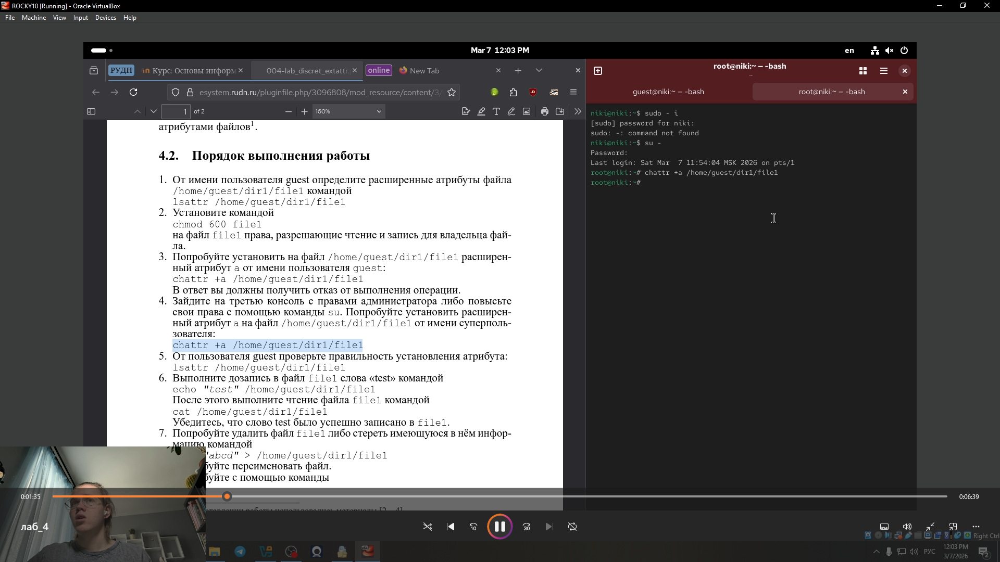 ROCKY10 [Running] - Oracle VirtualBox
File Machine View Input Devices Help
Mar 7 12:03 PM
en
РУДН Курс: Основы информ 004-lab_discret_extattr. online New Tab
esystem.rudn.ru/pluginfile.php/3096808/mod_resource/content/3/
1 of 2 160%
атрибутами файлов1.
4.2. Порядок выполнения работы
1. От имени пользователя guest определите расширенные атрибуты файла
/home/guest/dir1/file1 командой
lsattr /home/guest/dir1/file1
2. Установите командой
chmod 600 file1
на файл file1 права, разрешающие чтение и запись для владельца фай-
ла.
3. Попробуйте установить на файл /home/guest/dir1/file1 расширен-
ный атрибут a от имени пользователя guest:
chattr +a /home/guest/dir1/file1
В ответ вы должны получить отказ от выполнения операции.
4. Зайдите на третью консоль с правами администратора либо повысьте
свои права с помощью команды su. Попробуйте установить расширен-
ный атрибут a на файл /home/guest/dir1/file1 от имени суперполь-
зователя:
chattr +a /home/guest/dir1/file1
5. От пользователя guest проверьте правильность установления атрибута:
lsattr /home/guest/dir1/file1
6. Выполните дозапись в файл file1 слова «test» командой
echo "test" /home/guest/dir1/file1
После этого выполните чтение файла file1 командой
cat /home/guest/dir1/file1
Убедитесь, что слово test было успешно записано в file1.
7. Попробуйте удалить файл file1 либо стереть имеющуюся в нём инфор-
мацию командой
"abcd" > /home/guest/dirl/file1
буйте переименовать файл.
буйте с помощью команды
root@niki:~ — -bash
~
guest@niki:~ — -bash
root@niki:~ — -bash
niki@niki:~$ sudo - i
[sudo] password for niki:
sudo: -: command not found
niki@niki:~$ su -
Password:
Last login: Sat Mar 7 11:54:04 MSK 2026 on pts/1
root@niki:~# chattr +a /home/guest/dir1/file1
root@niki:~#
0:01:35
0:06:39
лаб_4
10
30
Right Ctrl
РУС
12:03 PM
3/7/2026
2